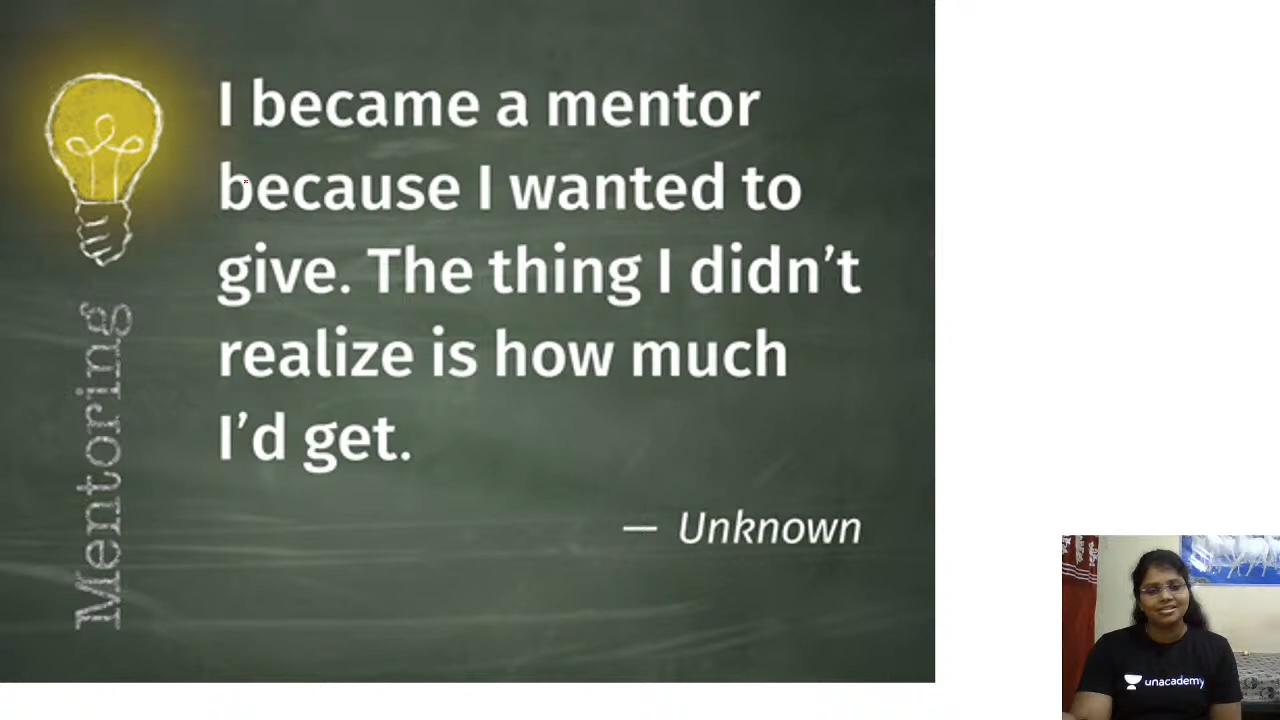 I became a mentor
because I wanted to
give. The thing I didn’t
realize is how much
I’d get.
— Unknown
Mentoring
unacademy